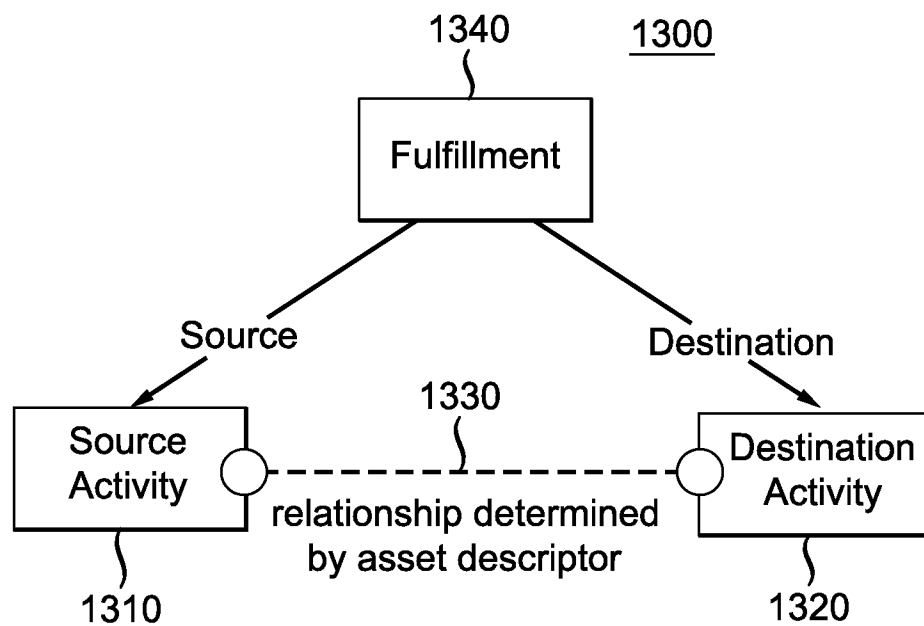 1340
1300
Fulfillment
Source
Destination
1330
Source
Activity
Destination
Activity
relationship determined
by asset descriptor
1310
1320